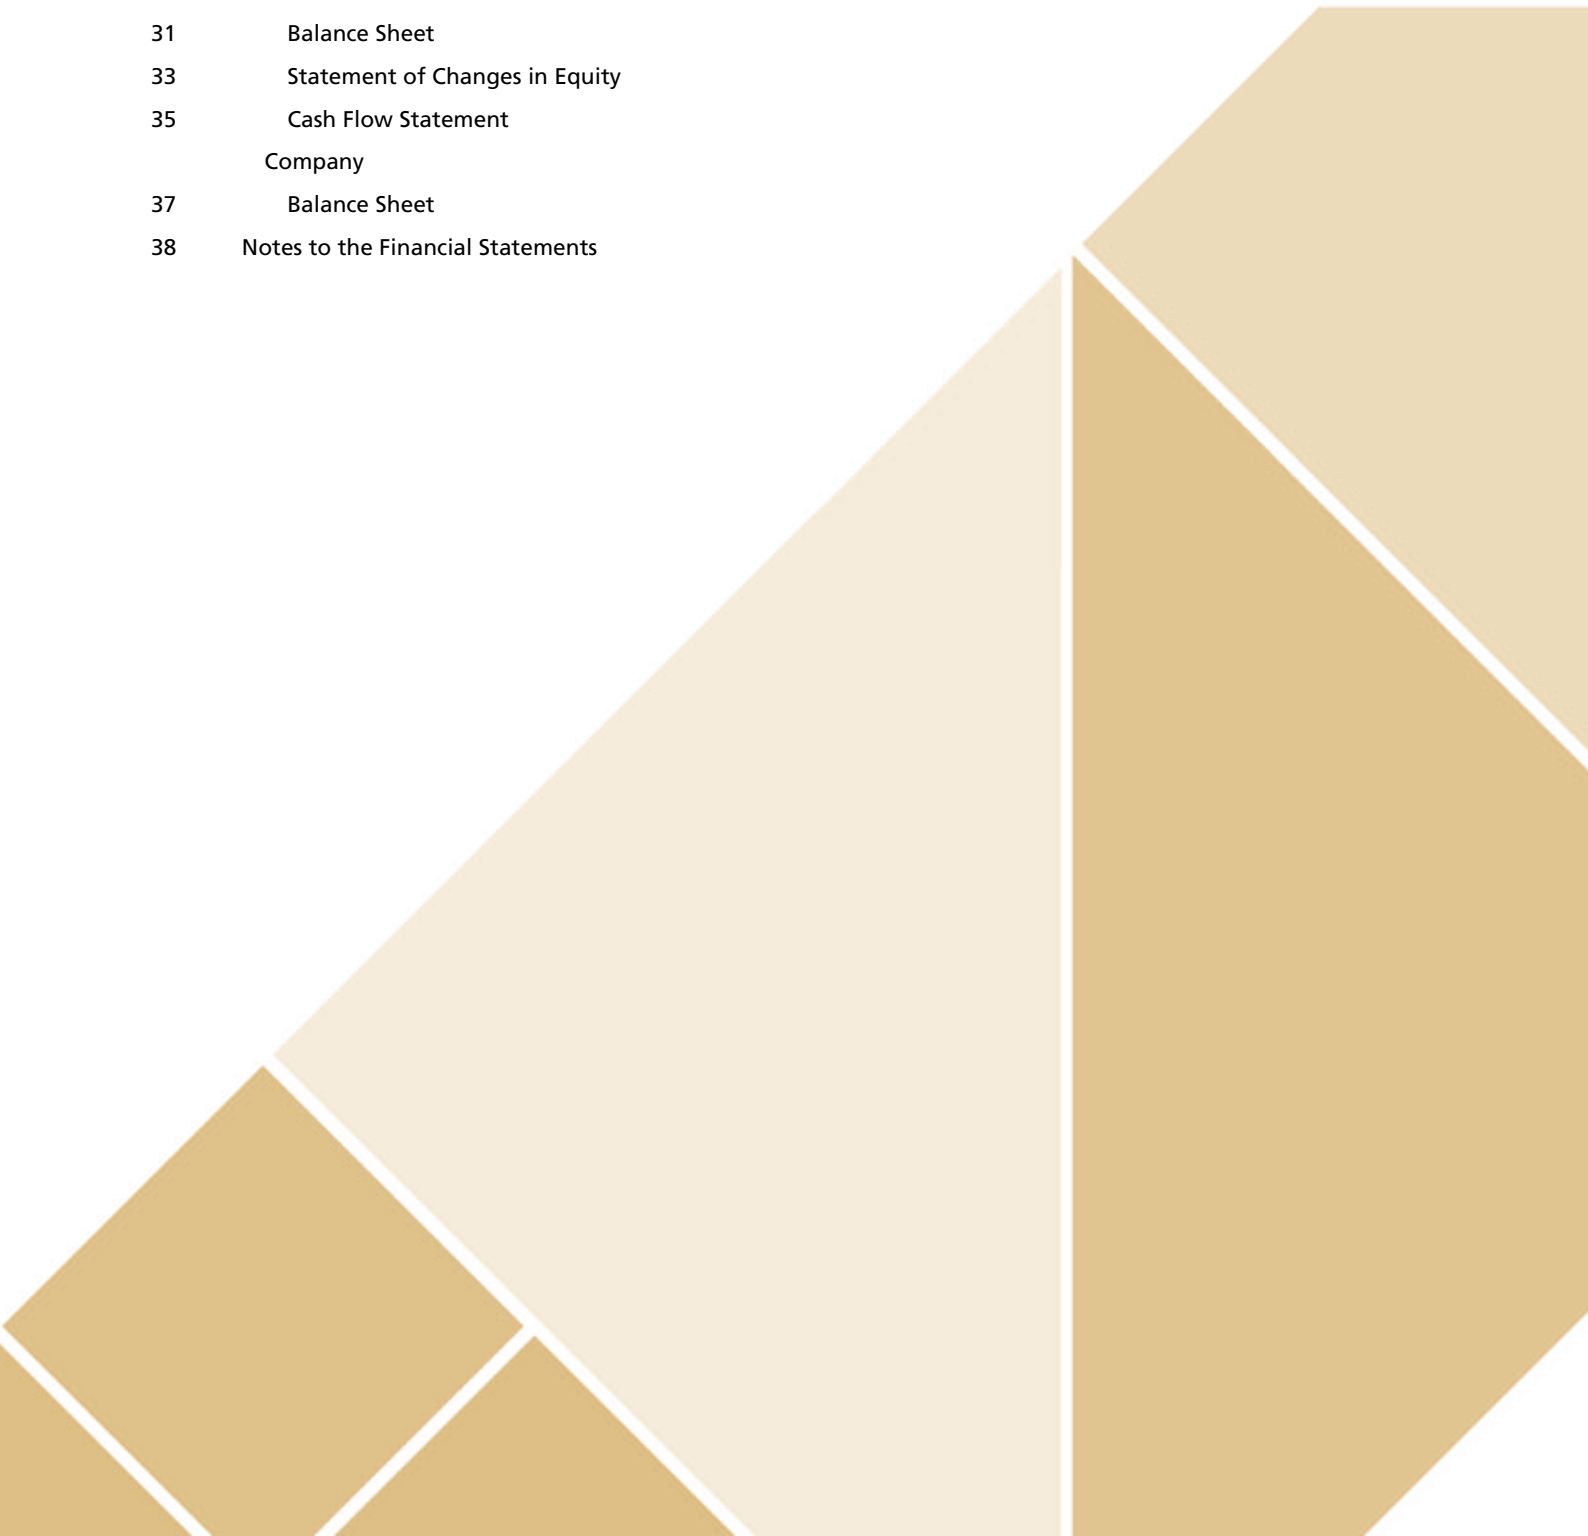 31 Balance Sheet
33 Statement of Changes in Equity
35 Cash Flow Statement
Company
37 Balance Sheet
38 Notes to the Financial Statements